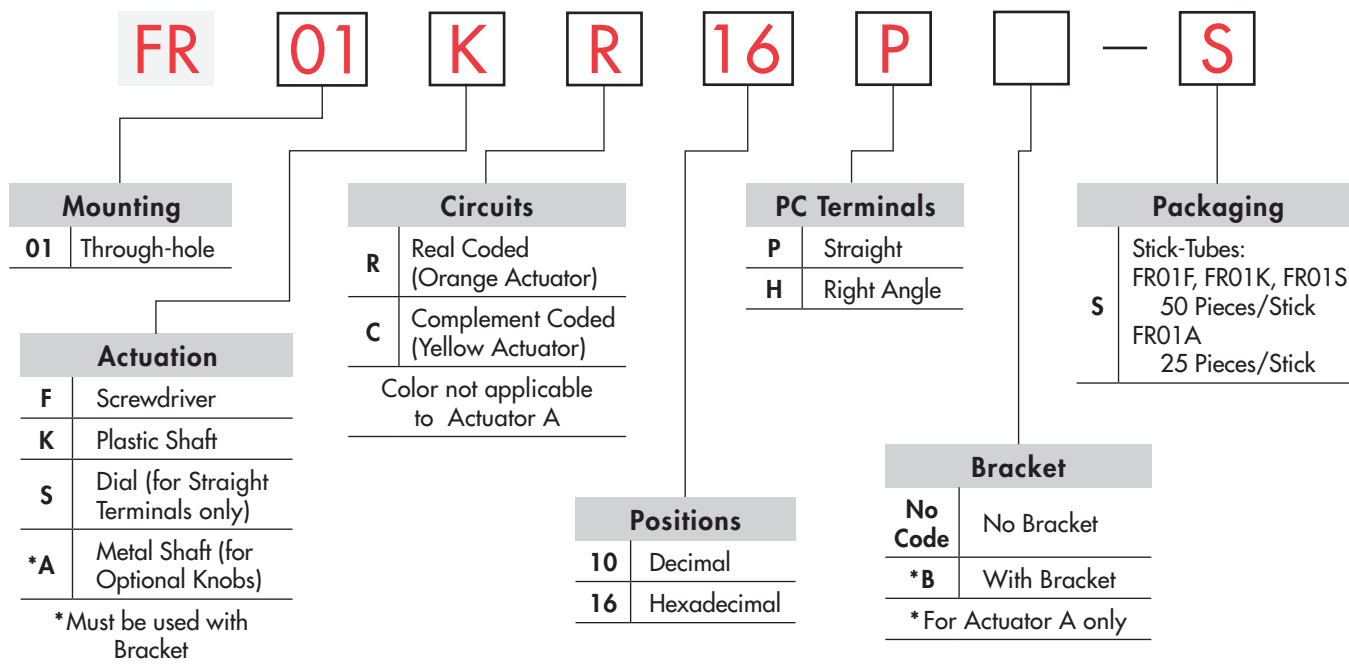 FR 01 K R 16 P — S
Mounting
01 Through-hole
Actuation
F Screwdriver
K Plastic Shaft
S Dial (for Straight
Terminals only)
*A Metal Shaft (for
Optional Knobs)
*Must be used with
Bracket
Circuits
R Real Coded
(Orange Actuator)
C Complement Coded
(Yellow Actuator)
Color not applicable
to Actuator A
Positions
10 Decimal
16 Hexadecimal
PC Terminals
P Straight
H Right Angle
Bracket
No
Code No Bracket
*B With Bracket
*For Actuator A only
Packaging
S Stick-Tubes:
FR01F, FR01K, FR01S
50 Pieces/Stick
FR01A
25 Pieces/Stick